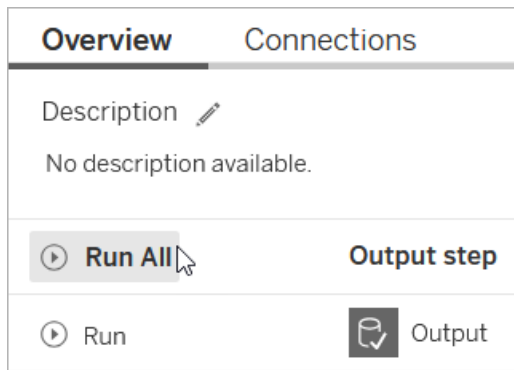 Overview Connections
Description
No description available.
Run All Output step
Run Output